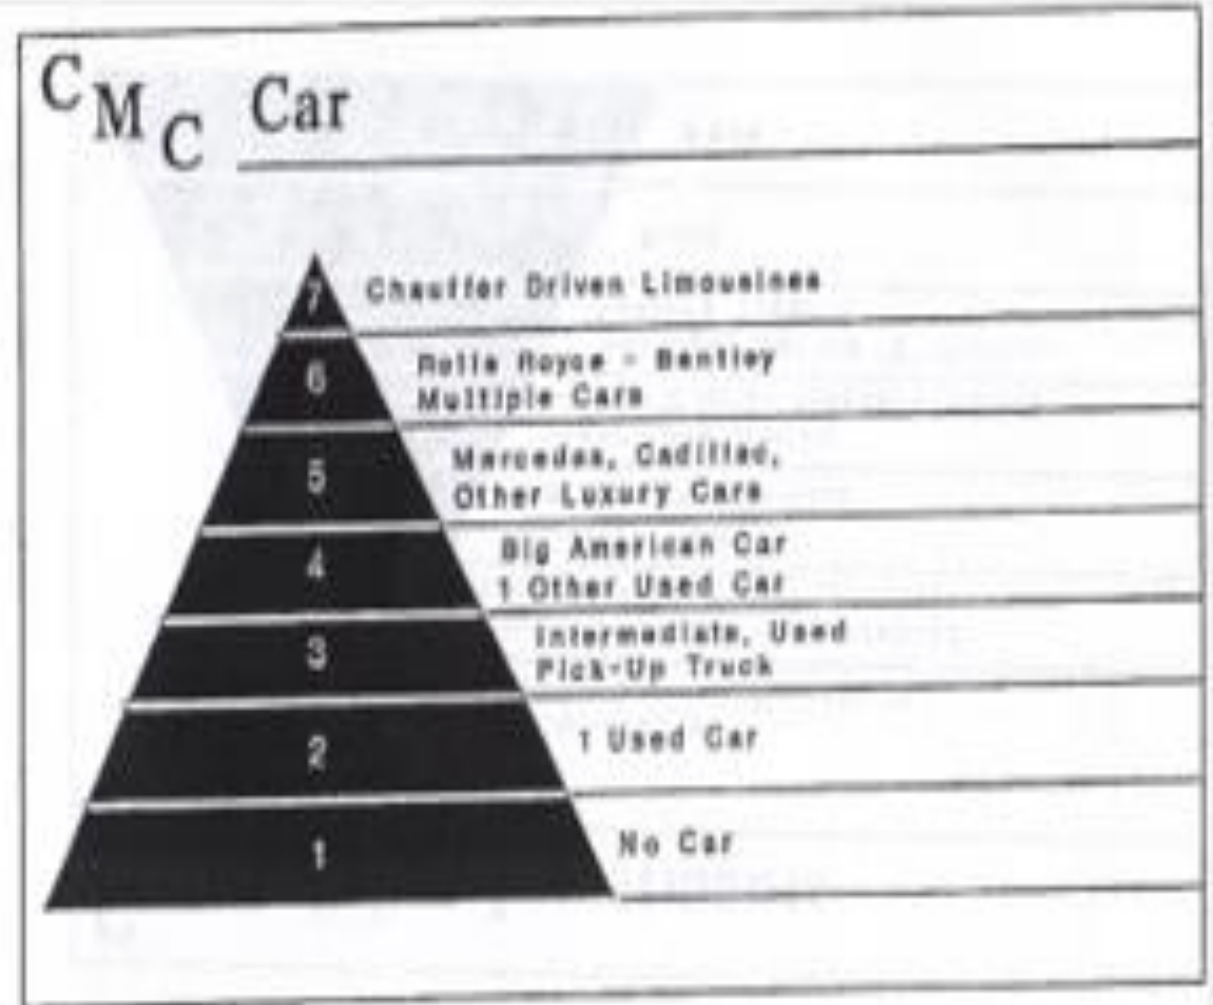 CMC Car
7 Chauffer Driven Limousines
6 Rolls Royce - Bentley
Multiple Cars
5 Mercedes, Cadillac,
Other Luxury Cars
4 Big American Car
1 Other Used Car
3 Intermediate, Used
Pick-Up Truck
2 1 Used Car
1 No Car